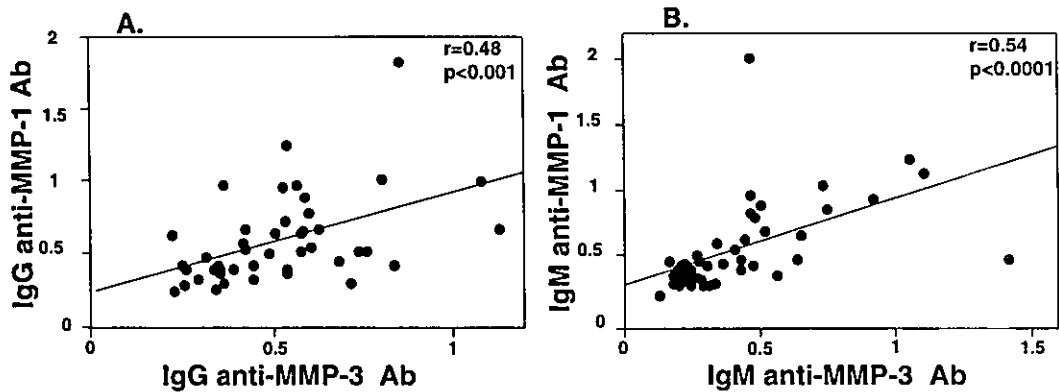 A.
r=0.48
p<0.001
2
1.5
1
0.5
0
0
0.5
1
IgG anti-MMP-1 Ab
IgG anti-MMP-3 Ab
B.
r=0.54
p<0.0001
2
1.5
1
0.5
0
0
0.5
1
1.5
IgM anti-MMP-1 Ab
IgM anti-MMP-3 Ab